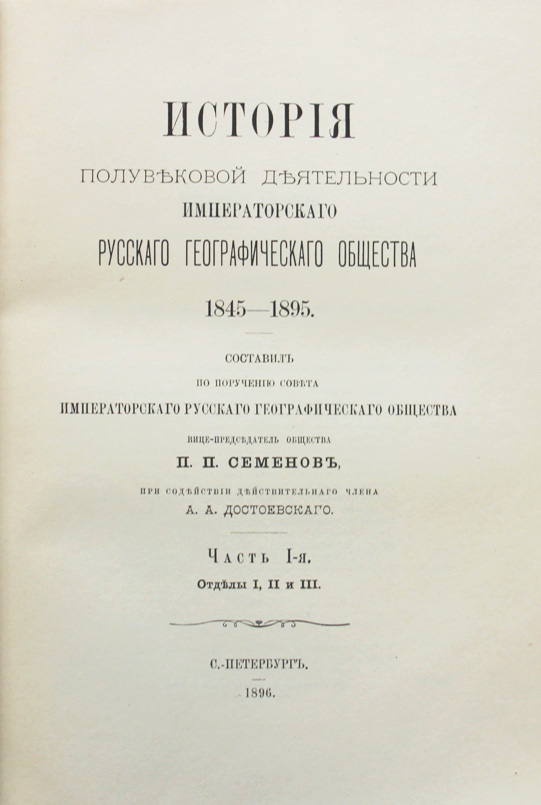 ИСТОРІЯ
ПОЛУВѢКОВОЙ ДѢЯТЕЛЬНОСТИ
ИМПЕРАТОРСКАГО
РУССКАГО ГЕОГРАФИЧЕСКАГО ОБЩЕСТВА
1845—1895.
СОСТАВИЛЪ
ПО ПОРУЧЕНІЮ СОВѢТА
ИМПЕРАТОРСКАГО РУССКАГО ГЕОГРАФИЧЕСКАГО ОБЩЕСТВА
ВИЦЕ-ПРЕДСѢДАТЕЛЬ ОБЩЕСТВА
П. П. СЕМЕНОВЪ,
ПРИ СОДѢЙСТВІИ ДѢЙСТВИТЕЛЬНАГО ЧЛЕНА
А. А. ДОСТОЕВСКАГО.
Часть I-я.
Отдѣлы I, II и III.
С.-ПЕТЕРБУРГЪ.
1896.